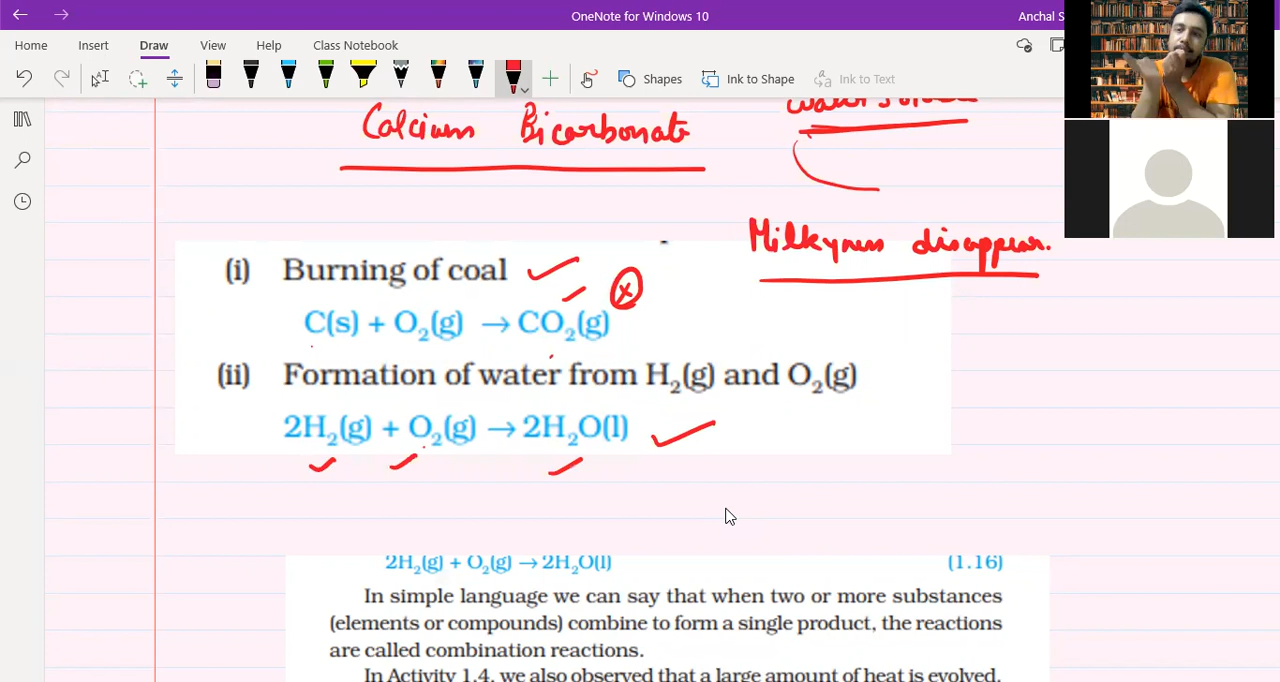 OneNote for Windows 10
Anchal S
Home Insert Draw View Help Class Notebook
Shapes Ink to Shape Ink to Text
Calcium Bicarbonate
Milkyness disappear.
(i) Burning of coal
C(s) + O₂(g) → CO₂(g)
(ii) Formation of water from H₂(g) and O₂(g)
2H₂(g) + O₂(g) → 2H₂O(l)
2H₂(g) + O₂(g) → 2H₂O(l) (1.16)
In simple language we can say that when two or more substances
(elements or compounds) combine to form a single product, the reactions
are called combination reactions.
In Activity 1.4, we also observed that a large amount of heat is evolved.